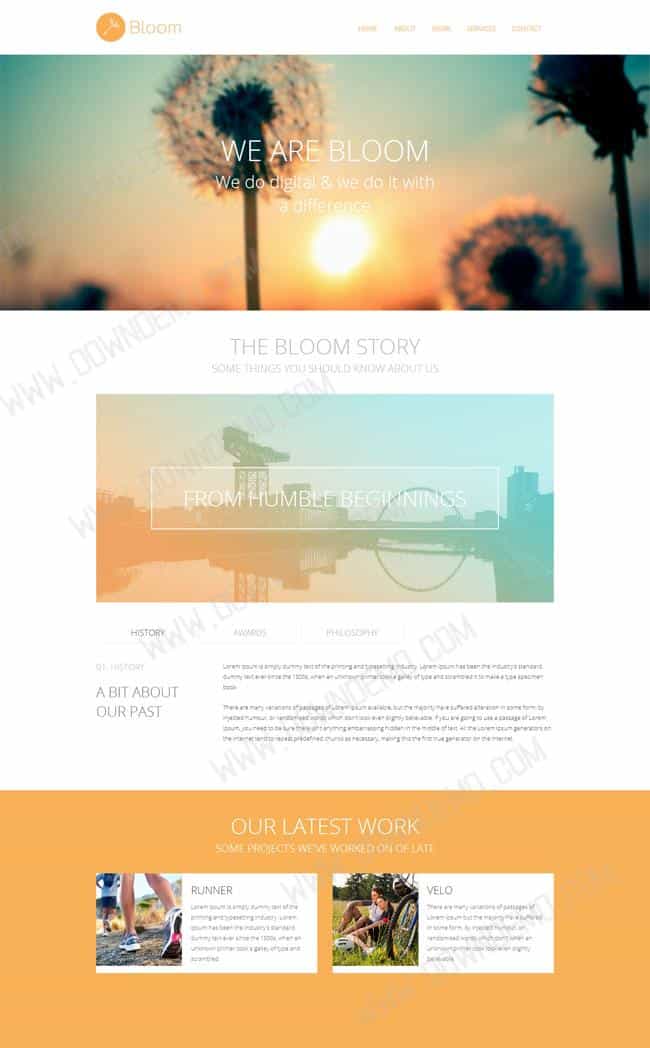 Bloom
HOME ABOUT WORK SERVICES CONTACT
WE ARE BLOOM
We do digital & we do it with
a difference
THE BLOOM STORY
SOME THINGS YOU SHOULD KNOW ABOUT US
FROM HUMBLE BEGINNINGS
HISTORY AWARDS PHILOSOPHY
01. HISTORY
A BIT ABOUT
OUR PAST
Lorem Ipsum is simply dummy text of the printing and typesetting industry. Lorem Ipsum has been the industry's standard
dummy text ever since the 1500s, when an unknown printer took a galley of type and scrambled it to make a type specimen
book.
There are many variations of passages of Lorem Ipsum available, but the majority have suffered alteration in some form, by
injected humour, or randomised words which don't look even slightly believable. If you are going to use a passage of Lorem
Ipsum, you need to be sure there isn't anything embarrassing hidden in the middle of text. All the Lorem Ipsum generators on
the Internet tend to repeat predefined chunks as necessary, making this the first true generator on the Internet.
OUR LATEST WORK
SOME PROJECTS WE'VE WORKED ON OF LATE
RUNNER
Lorem Ipsum is simply dummy text of the
printing and typesetting industry. Lorem
Ipsum has been the industry's standard
dummy text ever since the 1500s, when an
unknown printer took a galley of type and
scrambled
VELO
There are many variations of passages of
Lorem Ipsum but the majority have suffered
in some form, by injected humour, or
randomised words which don't
look even slightly
believable.
WWW.DOWNDEMO.COM
WWW.DOWNDEMO.COM
WWW.DOWNDEMO.COM
WWW.DOWNDEMO.COM